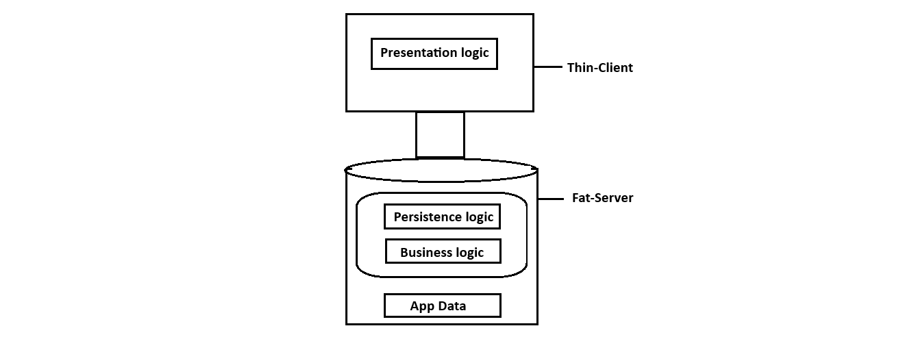 Presentation logic
Thin-Client
Fat-Server
Persistence logic
Business logic
App Data